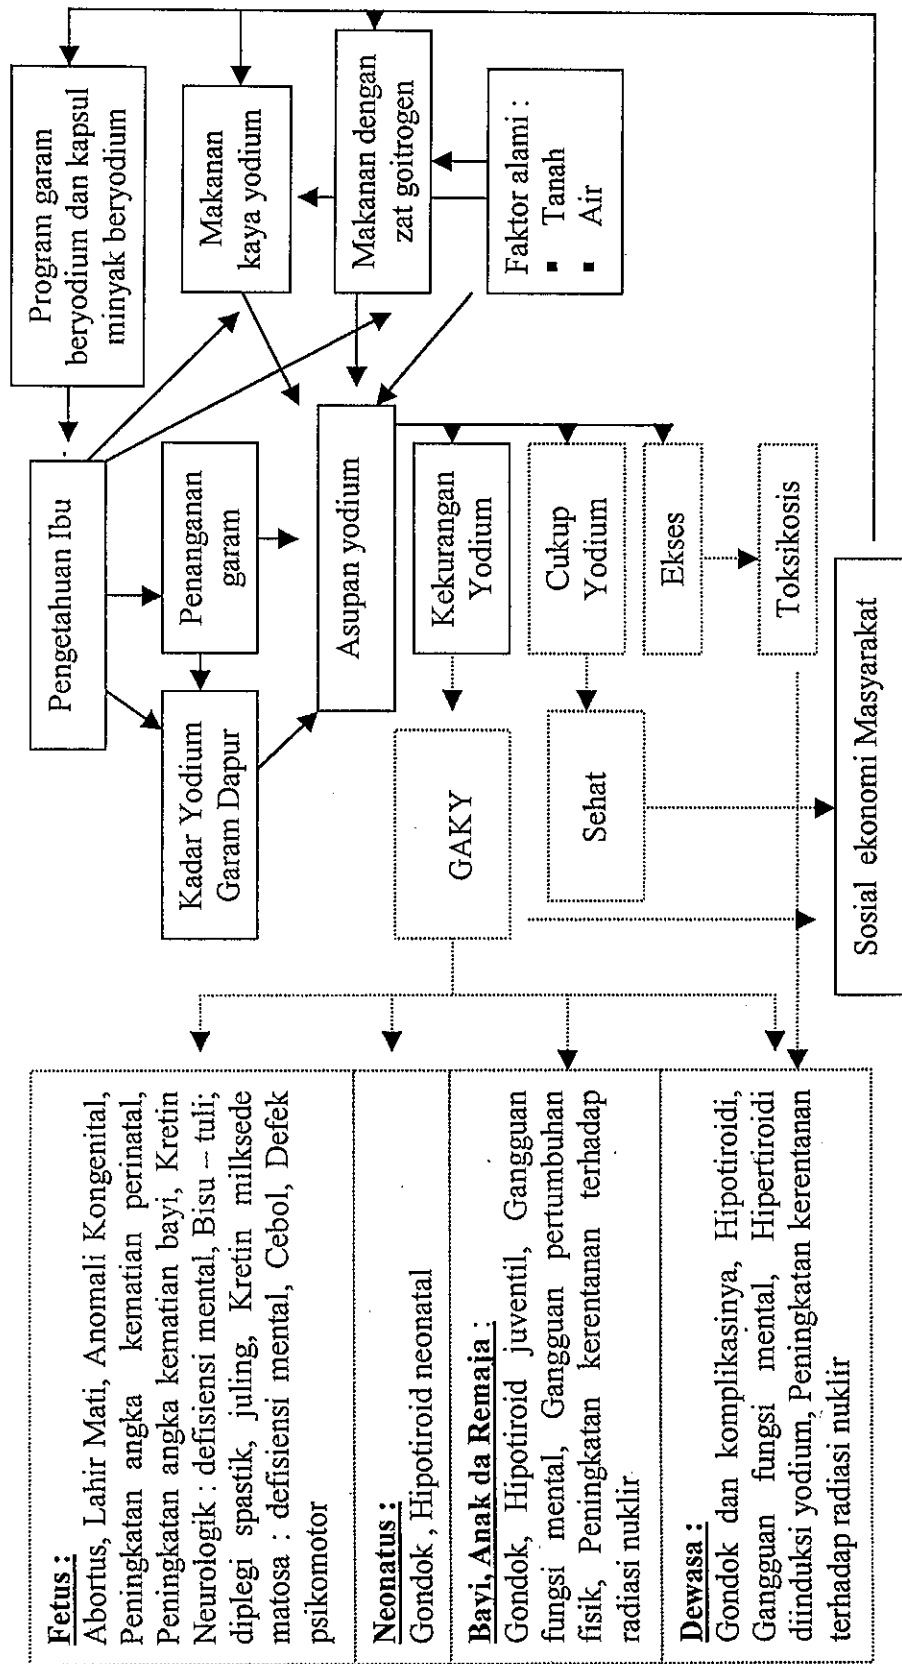 Fetus :
Abortus, Lahir Mati, Anomali Kongenital,
Peningkatan angka kematian perinatal,
Peningkatan angka kematian bayi, Kretin
Neurologik : defisiensi mental, Bisu – tuli;
diplegi spastik, juling, Kretin milksede
matosa : defisiensi mental, Cebol, Defek
psikomotor
Neonatus :
Gondok , Hipotiroid neonatal
Bayi, Anak da Remaja :
Gondok, Hipotiroid juventil, Gangguan
fungsi mental, Gangguan pertumbuhan
fisik, Peningkatan kerentanan terhadap
radiasi nuklir
Dewasa :
Gondok dan komplikasinya, Hipotiroidi,
Gangguan fungsi mental, Hipertiroidi
diinduksi yodium, Peningkatan kerentanan
terhadap radiasi nuklir
GAKY
Sehat
Kadar Yodium
Garam Dapur
Pengetahuan Ibu
Penanganan
garam
Asupan yodium
Kekurangan
Yodium
Cukup
Yodium
Ekses
Toksikosis
Sosial ekonomi Masyarakat
Program garam
beryodium dan kapsul
minyak beryodium
Makanan
kaya yodium
Makanan dengan
zat goitrogen
Faktor alami :
▪ Tanah
▪ Air